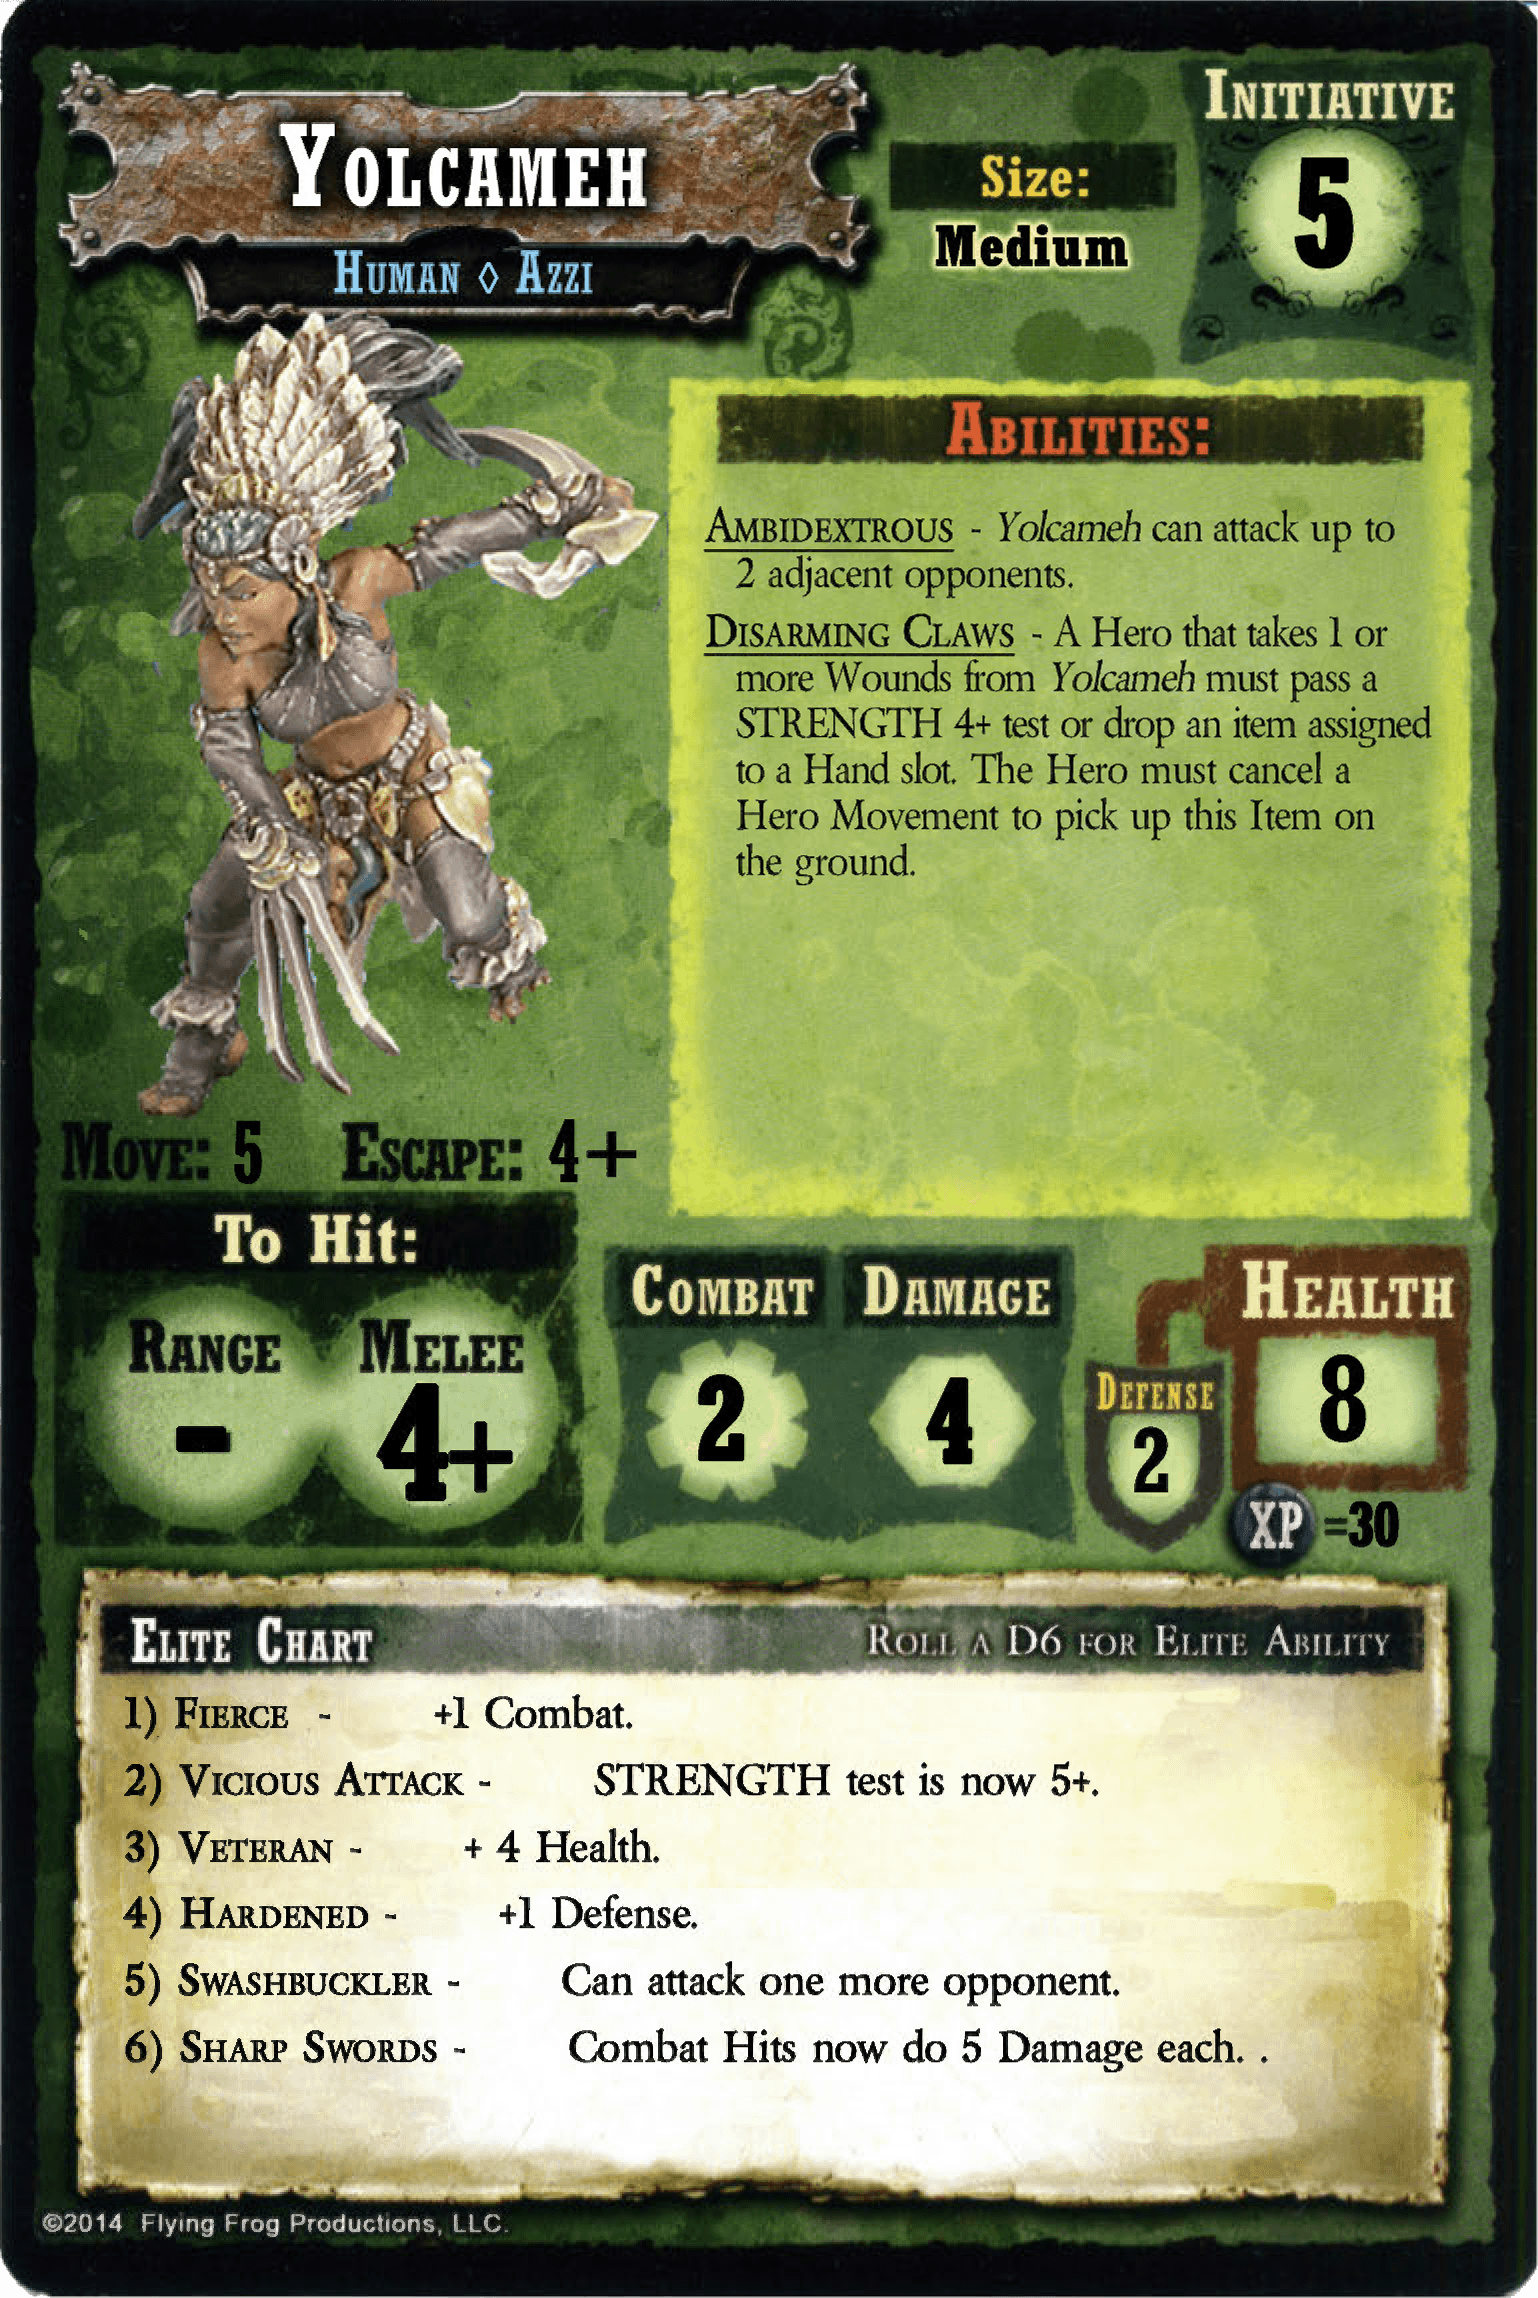 Yolcameh
Human ◊ Azzi
Size:
Medium
Initiative
5
Abilities:
Ambidextrous - Yolcameh can attack up to
2 adjacent opponents.
Disarming Claws - A Hero that takes 1 or
more Wounds from Yolcameh must pass a
STRENGTH 4+ test or drop an item assigned
to a Hand slot. The Hero must cancel a
Hero Movement to pick up this Item on
the ground.
Move: 5 Escape: 4+
To Hit:
Range Melee
- 4+
Combat
2
Damage
4
Defense
2
Health
8
XP =30
Elite Chart Roll a D6 for Elite Ability
1) Fierce - +1 Combat.
2) Vicious Attack - STRENGTH test is now 5+.
3) Veteran - + 4 Health.
4) Hardened - +1 Defense.
5) Swashbuckler - Can attack one more opponent.
6) Sharp Swords - Combat Hits now do 5 Damage each. .
©2014 Flying Frog Productions, LLC.